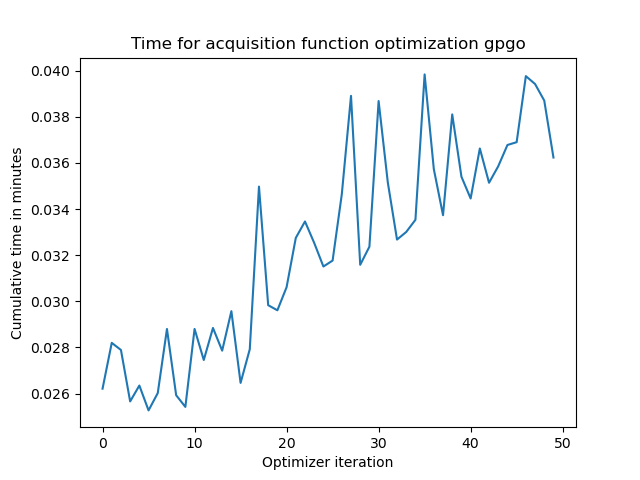 Time for acquisition function optimization gpgo
Cumulative time in minutes
0.040
0.038
0.036
0.034
0.032
0.030
0.028
0.026
0 10 20 30 40 50
Optimizer iteration